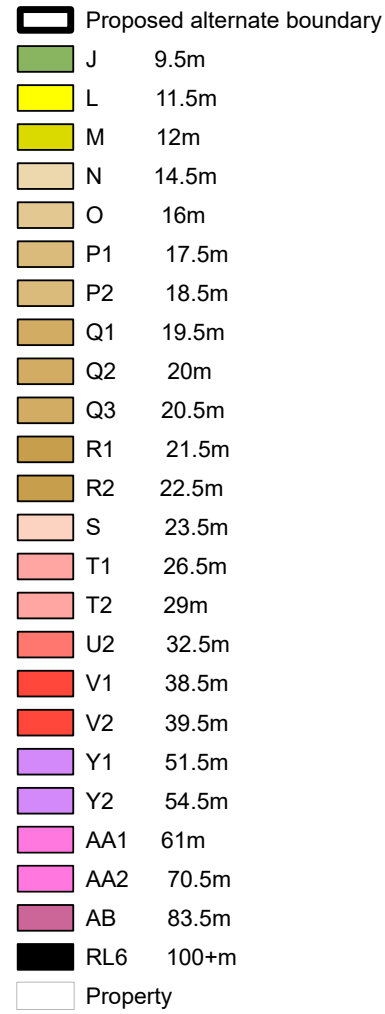 Proposed alternate boundary
J 9.5m
L 11.5m
M 12m
N 14.5m
O 16m
P1 17.5m
P2 18.5m
Q1 19.5m
Q2 20m
Q3 20.5m
R1 21.5m
R2 22.5m
S 23.5m
T1 26.5m
T2 29m
U2 32.5m
V1 38.5m
V2 39.5m
Y1 51.5m
Y2 54.5m
AA1 61m
AA2 70.5m
AB 83.5m
RL6 100+m
Property